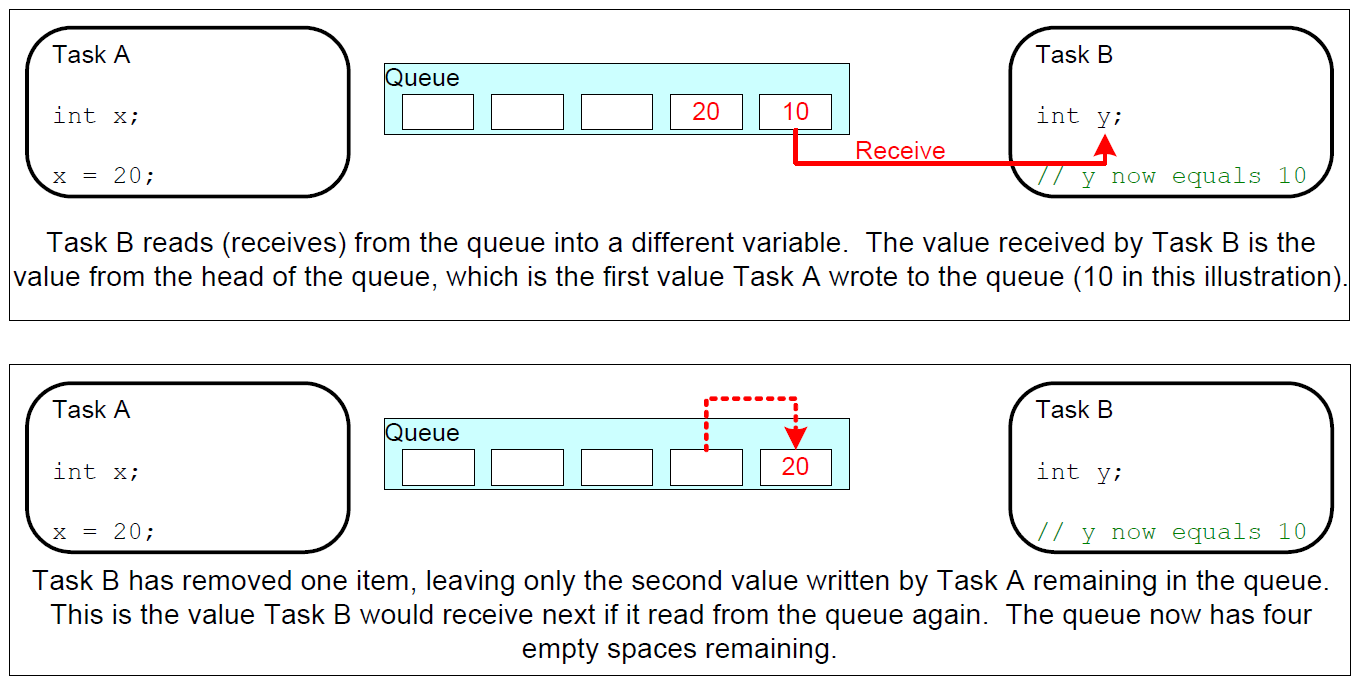 Task A
int x;
x = 20;
Queue
20 10
Receive
Task B
int y;
// y now equals 10
Task B reads (receives) from the queue into a different variable.  The value received by Task B is the
value from the head of the queue, which is the first value Task A wrote to the queue (10 in this illustration).
Task A
int x;
x = 20;
Queue
20
Task B
int y;
// y now equals 10
Task B has removed one item, leaving only the second value written by Task A remaining in the queue.
This is the value Task B would receive next if it read from the queue again.  The queue now has four
empty spaces remaining.